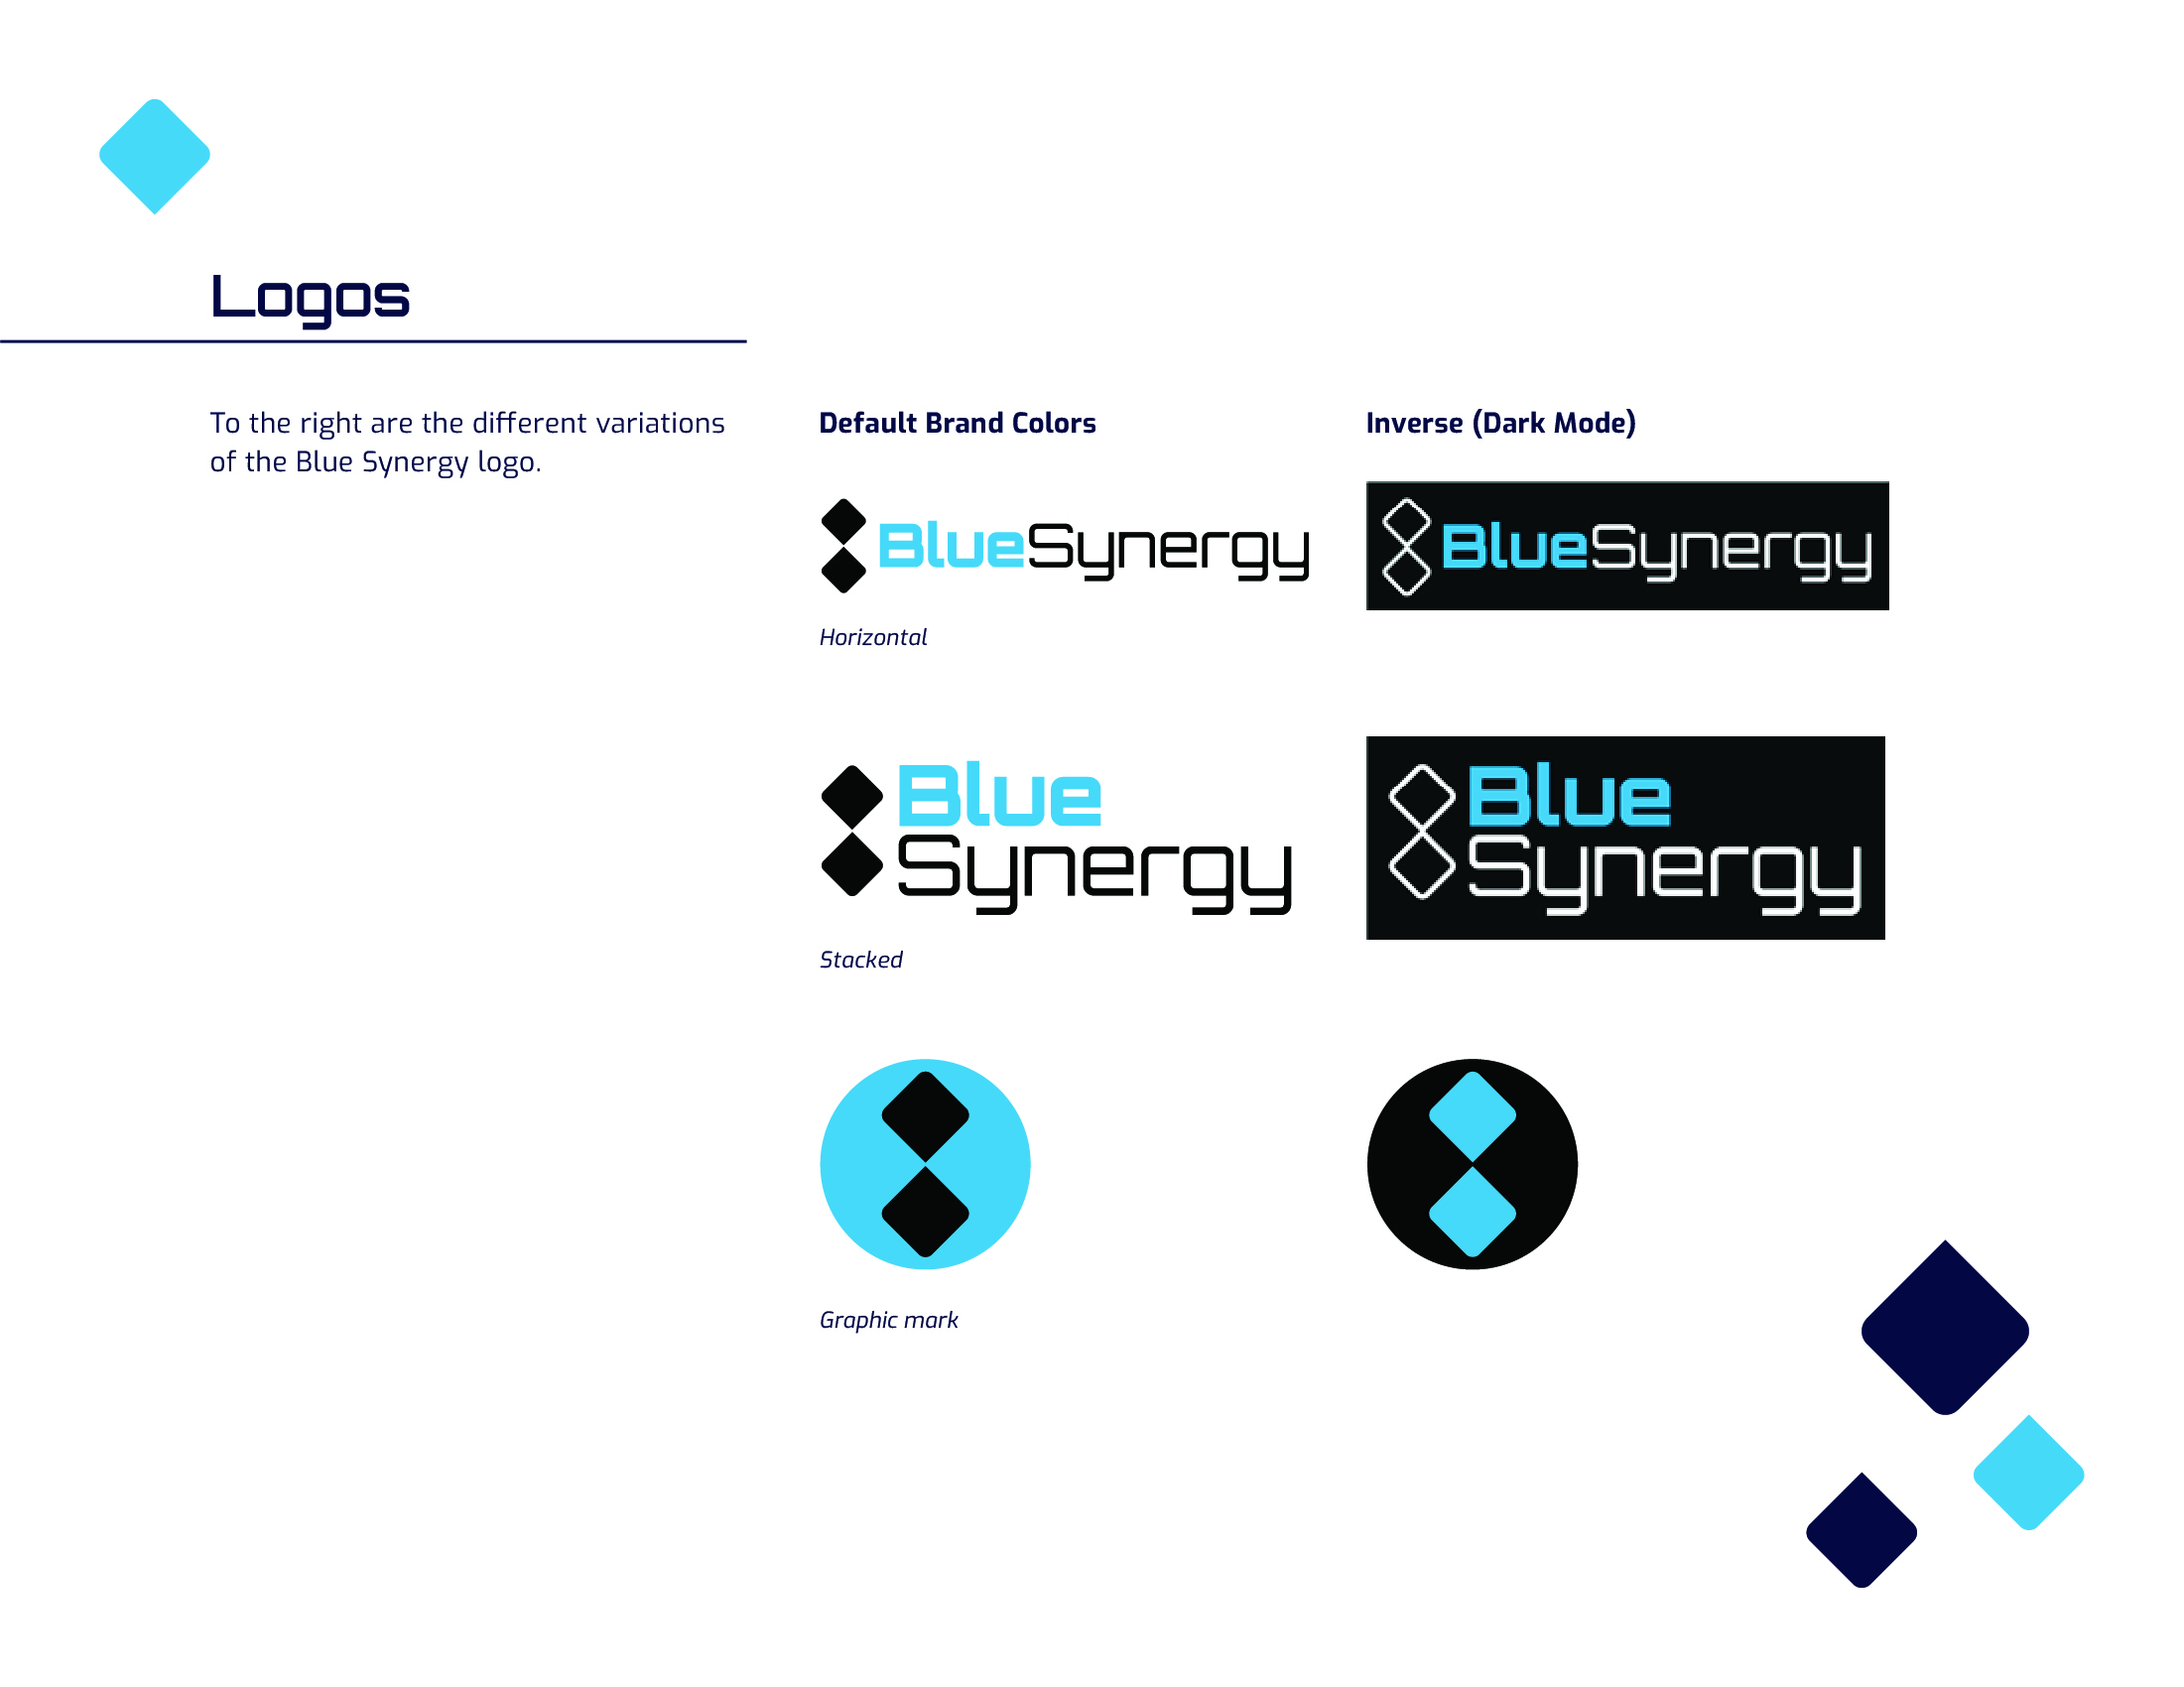 Logos
To the right are the different variations
of the Blue Synergy logo.
Default Brand Colors
BlueSynergy
Horizontal
Blue
Synergy
Stacked
Graphic mark
Inverse (Dark Mode)
BlueSynergy
Blue
Synergy